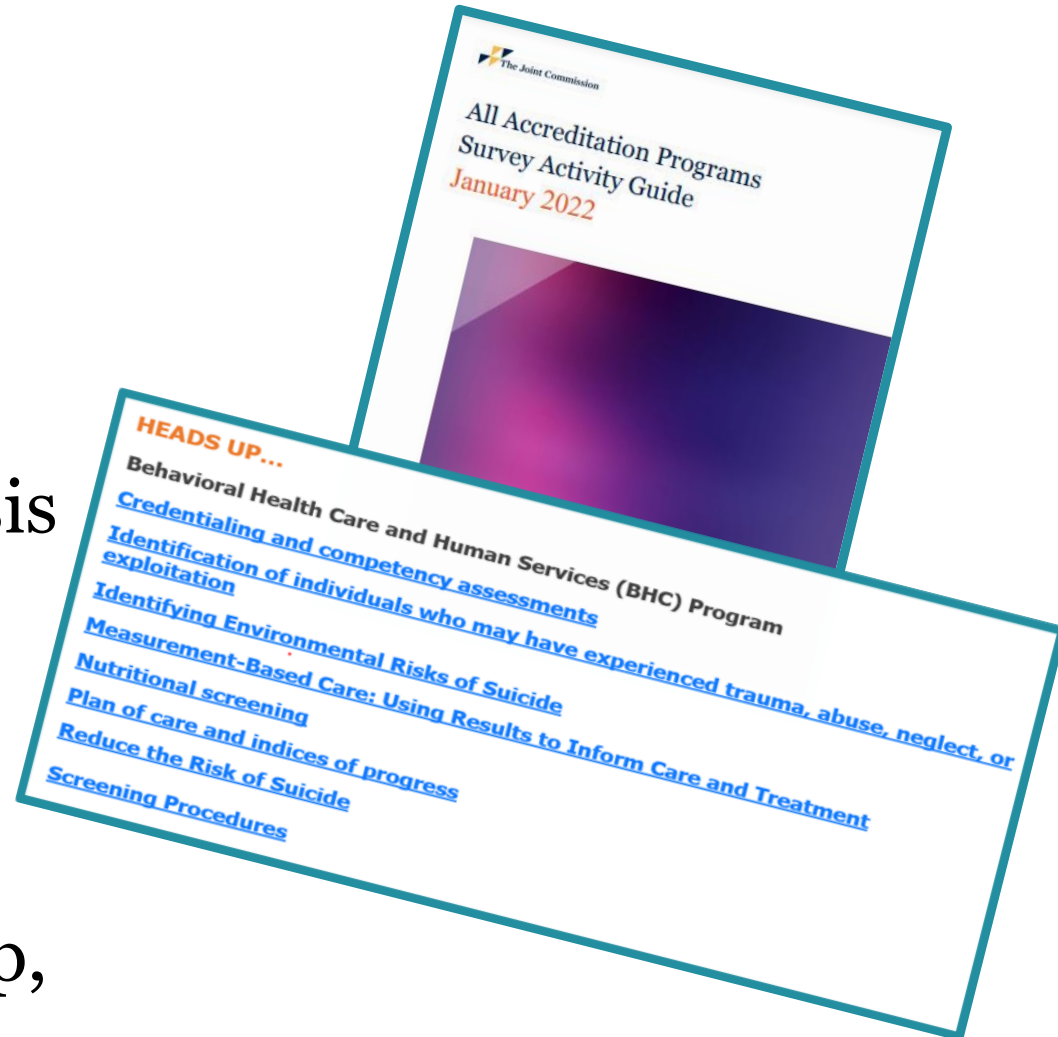 The Joint Commission
All Accreditation Programs
Survey Activity Guide
January 2022
HEADS UP...
Behavioral Health Care and Human Services (BHC) Program
Credentialing and competency assessments
Identification of individuals who may have experienced trauma, abuse, neglect, or
exploitation
Identifying Environmental Risks of Suicide
Measurement-Based Care: Using Results to Inform Care and Treatment
Nutritional screening
Plan of care and indices of progress
Reduce the Risk of Suicide
Screening Procedures